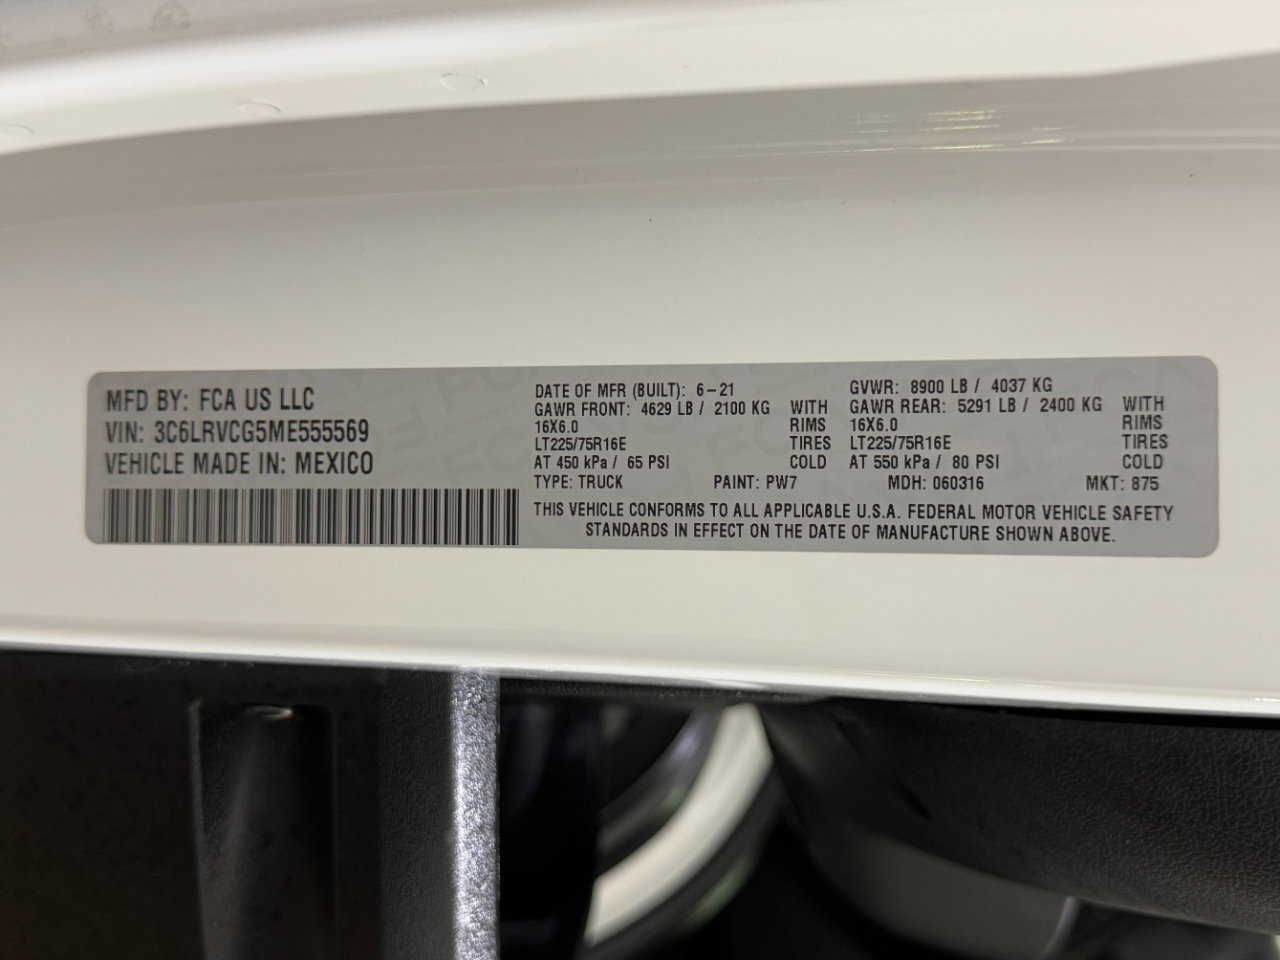 MFD BY: FCA US LLC
VIN: 3C6LRVCG5ME555569
VEHICLE MADE IN: MEXICO
DATE OF MFR (BUILT): 6-21
GAWR FRONT: 4629 LB / 2100 KG WITH
16X6.0 RIMS
LT225/75R16E TIRES
AT 450 kPa / 65 PSI COLD
GVWR: 8900 LB / 4037 KG
GAWR REAR: 5291 LB / 2400 KG WITH
16X6.0 RIMS
LT225/75R16E TIRES
AT 550 kPa / 80 PSI COLD
TYPE: TRUCK PAINT: PW7 MDH: 060316 MKT: 875
THIS VEHICLE CONFORMS TO ALL APPLICABLE U.S.A. FEDERAL MOTOR VEHICLE SAFETY
STANDARDS IN EFFECT ON THE DATE OF MANUFACTURE SHOWN ABOVE.